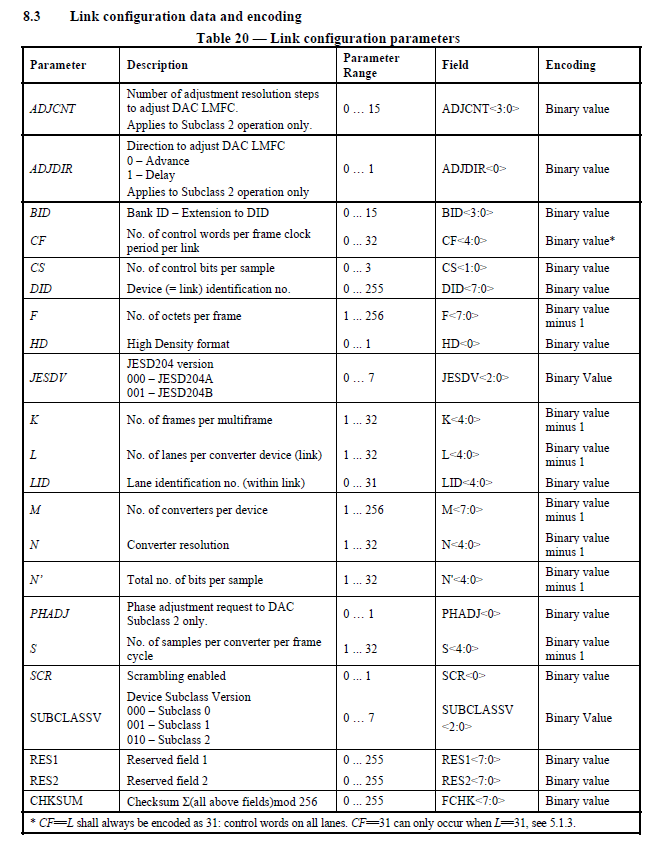 8.3 Link configuration data and encoding
Table 20 — Link configuration parameters
Parameter Description Parameter Range Field Encoding
ADJCNT Number of adjustment resolution steps to adjust DAC LMFC. Applies to Subclass 2 operation only. 0 … 15 ADJCNT<3:0> Binary value
ADJDIR Direction to adjust DAC LMFC 0 – Advance 1 – Delay Applies to Subclass 2 operation only 0 … 1 ADJDIR<0> Binary value
BID Bank ID – Extension to DID 0 ... 15 BID<3:0> Binary value
CF No. of control words per frame clock period per link 0 ... 32 CF<4:0> Binary value*
CS No. of control bits per sample 0 ... 3 CS<1:0> Binary value
DID Device (= link) identification no. 0 ... 255 DID<7:0> Binary value
F No. of octets per frame 1 ... 256 F<7:0> Binary value minus 1
HD High Density format 0 ... 1 HD<0> Binary value
JESDV JESD204 version 000 – JESD204A 001 – JESD204B 0 … 7 JESDV<2:0> Binary Value
K No. of frames per multiframe 1 ... 32 K<4:0> Binary value minus 1
L No. of lanes per converter device (link) 1 ... 32 L<4:0> Binary value minus 1
LID Lane identification no. (within link) 0 ... 31 LID<4:0> Binary value
M No. of converters per device 1 ... 256 M<7:0> Binary value minus 1
N Converter resolution 1 ... 32 N<4:0> Binary value minus 1
N’ Total no. of bits per sample 1 ... 32 N'<4:0> Binary value minus 1
PHADJ Phase adjustment request to DAC Subclass 2 only. 0 … 1 PHADJ<0> Binary value
S No. of samples per converter per frame cycle 1 ... 32 S<4:0> Binary value minus 1
SCR Scrambling enabled 0 ... 1 SCR<0> Binary value
SUBCLASSV Device Subclass Version 000 – Subclass 0 001 – Subclass 1 010 – Subclass 2 0 … 7 SUBCLASSV <2:0> Binary Value
RES1 Reserved field 1 0 ... 255 RES1<7:0> Binary value
RES2 Reserved field 2 0 ... 255 RES2<7:0> Binary value
CHKSUM Checksum Σ(all above fields)mod 256 0 ... 255 FCHK<7:0> Binary value
* CF==L shall always be encoded as 31: control words on all lanes. CF==31 can only occur when L==31, see 5.1.3.